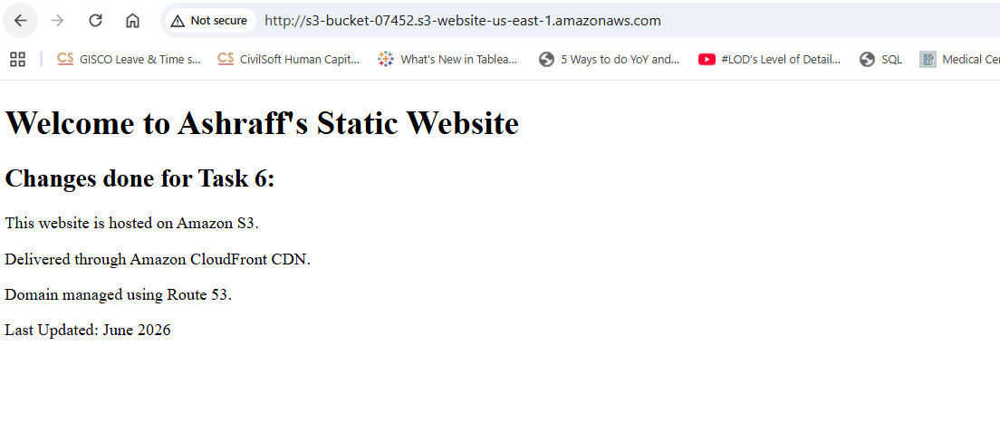 Not secure
http://s3-bucket-07452.s3-website-us-east-1.amazonaws.com
CS GISCO Leave & Time s...
CS CivilSoft Human Capit...
What's New in Tablea...
5 Ways to do YoY and...
#LOD's Level of Detail...
SQL
Medical Cer
Welcome to Ashraff's Static Website
Changes done for Task 6:
This website is hosted on Amazon S3.
Delivered through Amazon CloudFront CDN.
Domain managed using Route 53.
Last Updated: June 2026